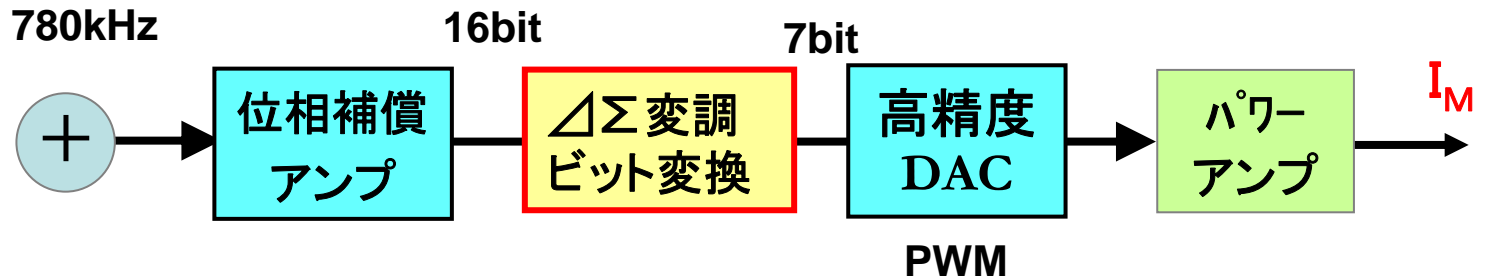 780kHz
16bit
7bit
+
位相補償
アンプ
⊿Σ変調
ビット変換
高精度
DAC
パワー
アンプ
IM
PWM